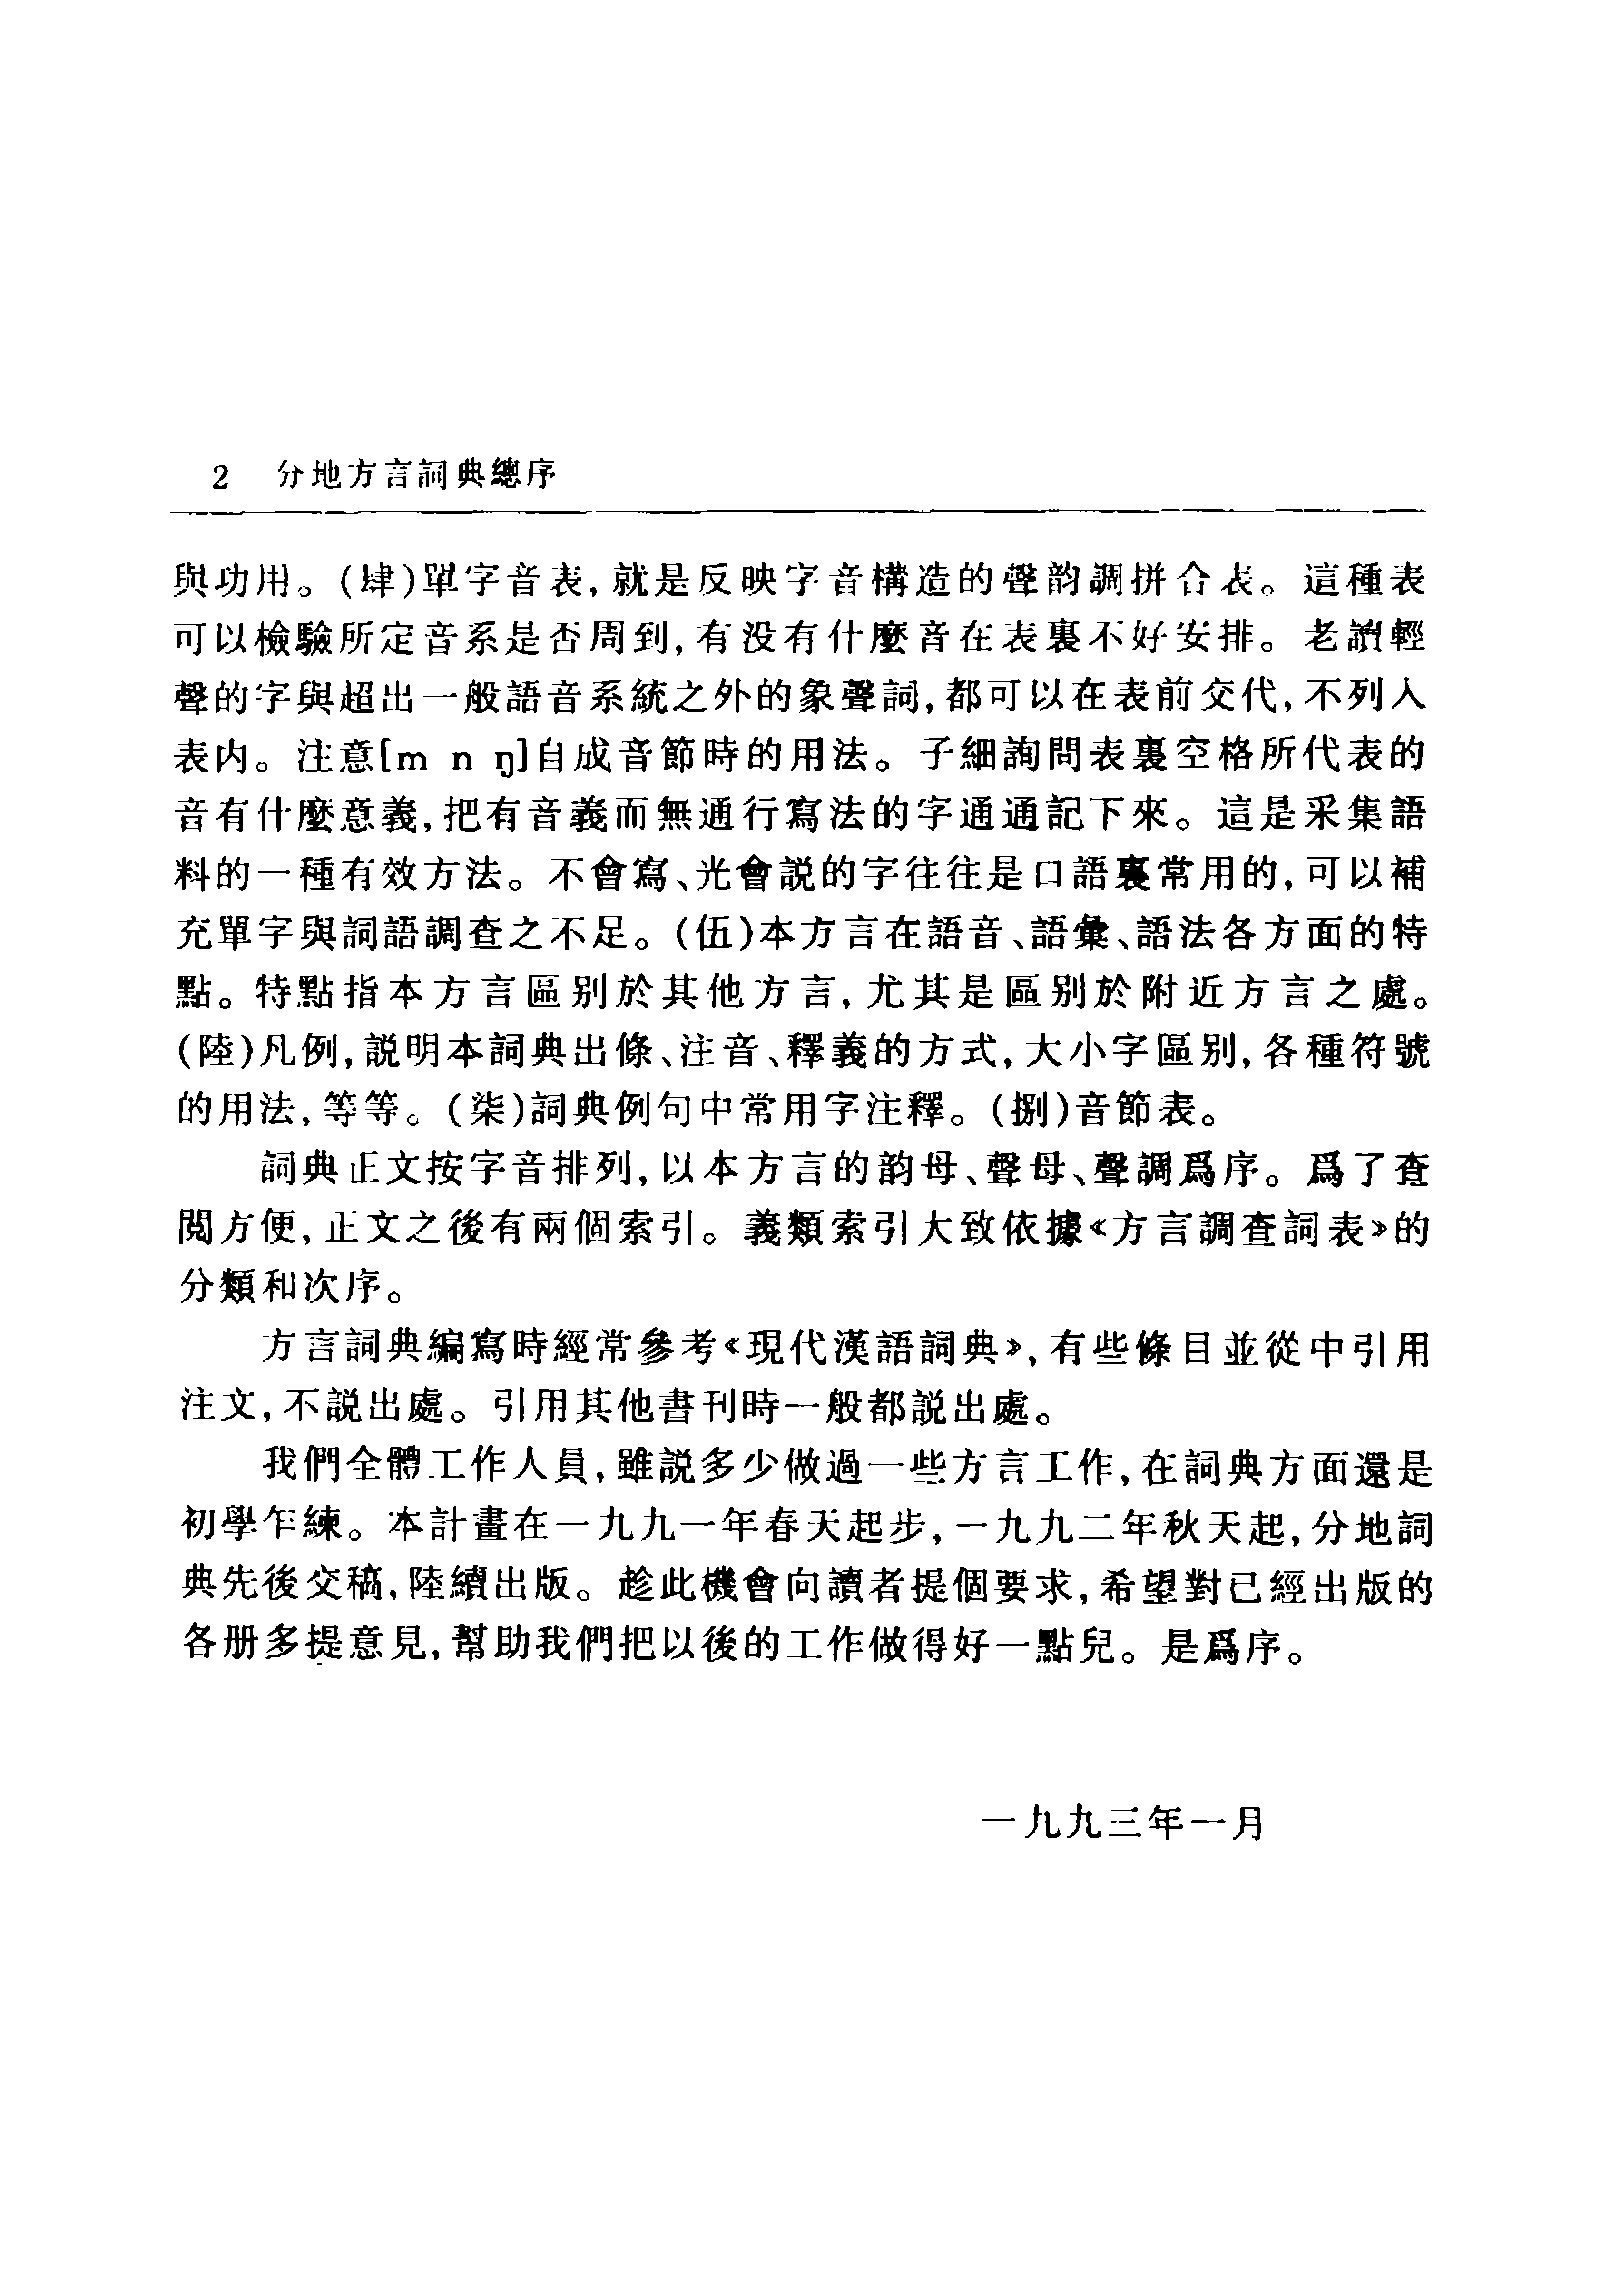 2 分地方言詞典總序
與功用。(肆)單字音表,就是反映字音構造的聲韵調拼合表。這種表
可以檢驗所定音系是否周到,有没有什麽音在表裏不好安排。老讀輕
聲的字與超出一般語音系統之外的象聲詞,都可以在表前交代,不列入
表内。注意[m n ŋ]自成音節時的用法。子細詢問表裏空格所代表的
音有什麽意義,把有音義而無通行寫法的字通通記下來。這是采集語
料的一種有效方法。不會寫、光會説的字往往是口語裏常用的,可以補
充單字與詞語調查之不足。(伍)本方言在語音、語彙、語法各方面的特
點。特點指本方言區别於其他方言,尤其是區别於附近方言之處。
(陸)凡例,説明本詞典出條、注音、釋義的方式,大小字區别,各種符號
的用法,等等。(柒)詞典例句中常用字注釋。(捌)音節表。
詞典正文按字音排列,以本方言的韵母、聲母、聲調爲序。爲了查
閲方便,正文之後有兩個索引。義類索引大致依據《方言調查詞表》的
分類和次序。
方言詞典編寫時經常參考《現代漢語詞典》,有些條目並從中引用
注文,不説出處。引用其他書刊時一般都説出處。
我們全體工作人員,雖説多少做過一些方言工作,在詞典方面還是
初學乍練。本計畫在一九九一年春天起步,一九九二年秋天起,分地詞
典先後交稿,陸續出版。趁此機會向讀者提個要求,希望對已經出版的
各册多提意見,幫助我們把以後的工作做得好一點兒。是爲序。
一九九三年一月